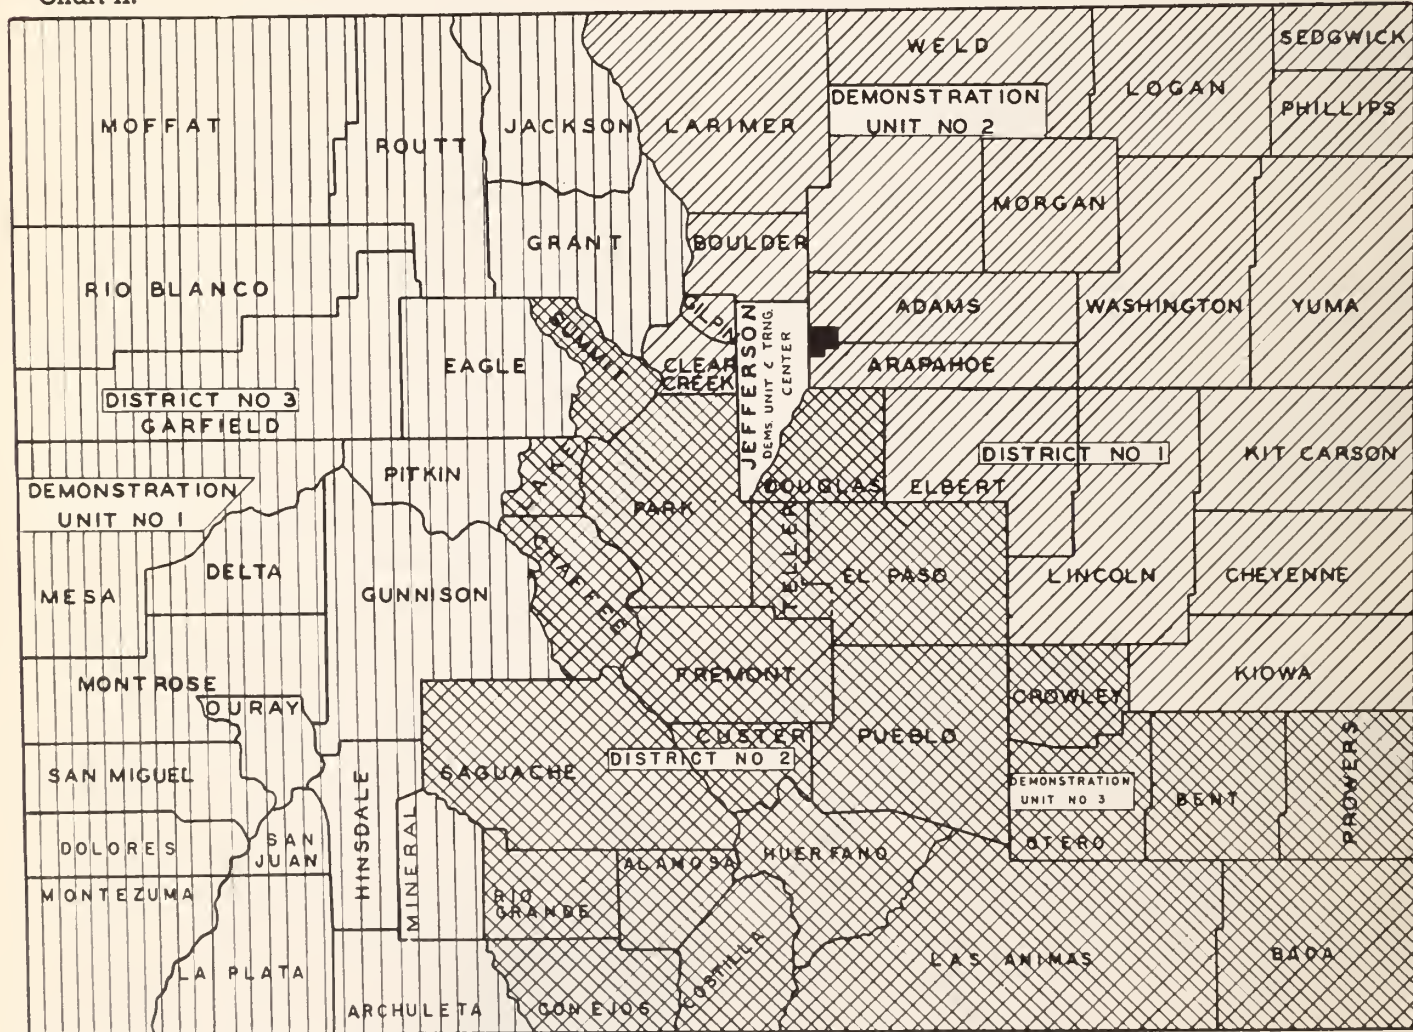 MOFFAT
ROUTT
JACKSON
LARIMER
WELD
DEMONSTRATION
UNIT NO 2
LOGAN
SEDGWICK
PHILLIPS
MORGAN
GRANT
BOULDER
RIO BLANCO
ADAMS
WASHINGTON
YUMA
GILPIN
SUMMIT
EAGLE
CLEAR
CREEK
JEFFERSON
DEMS. UNIT & TRNG.
CENTER
ARAPAHOE
DISTRICT NO 3
GARFIELD
DISTRICT NO 1
KIT CARSON
PITKIN
LAKE
DOUGLAS
ELBERT
DEMONSTRATION
UNIT NO 1
PARK
TELLER
DELTA
MESA
GUNNISON
CHAFFEE
EL PASO
LINCOLN
CHEYENNE
MONTROSE
OURAY
FREMONT
CROWLEY
KIOWA
CUSTER
PUEBLO
DISTRICT NO 2
SAN MIGUEL
SAGUACHE
DEMONSTRATION
UNIT NO 3
BENT
PROWERS
HINSDALE
MINERAL
DOLORES
SAN
JUAN
ALAMOSA
HUERFANO
OTERO
MONTEZUMA
RIO
GRANDE
LA PLATA
COSTILLA
LAS ANIMAS
BACA
ARCHULETA
CONEJOS